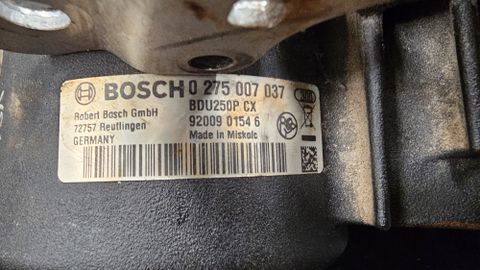 BOSCH 0 275 007 037
Robert Bosch GmbH
72757 Reutlingen
GERMANY
BDU250P CX
92009 0154 6
Made in Miskolc